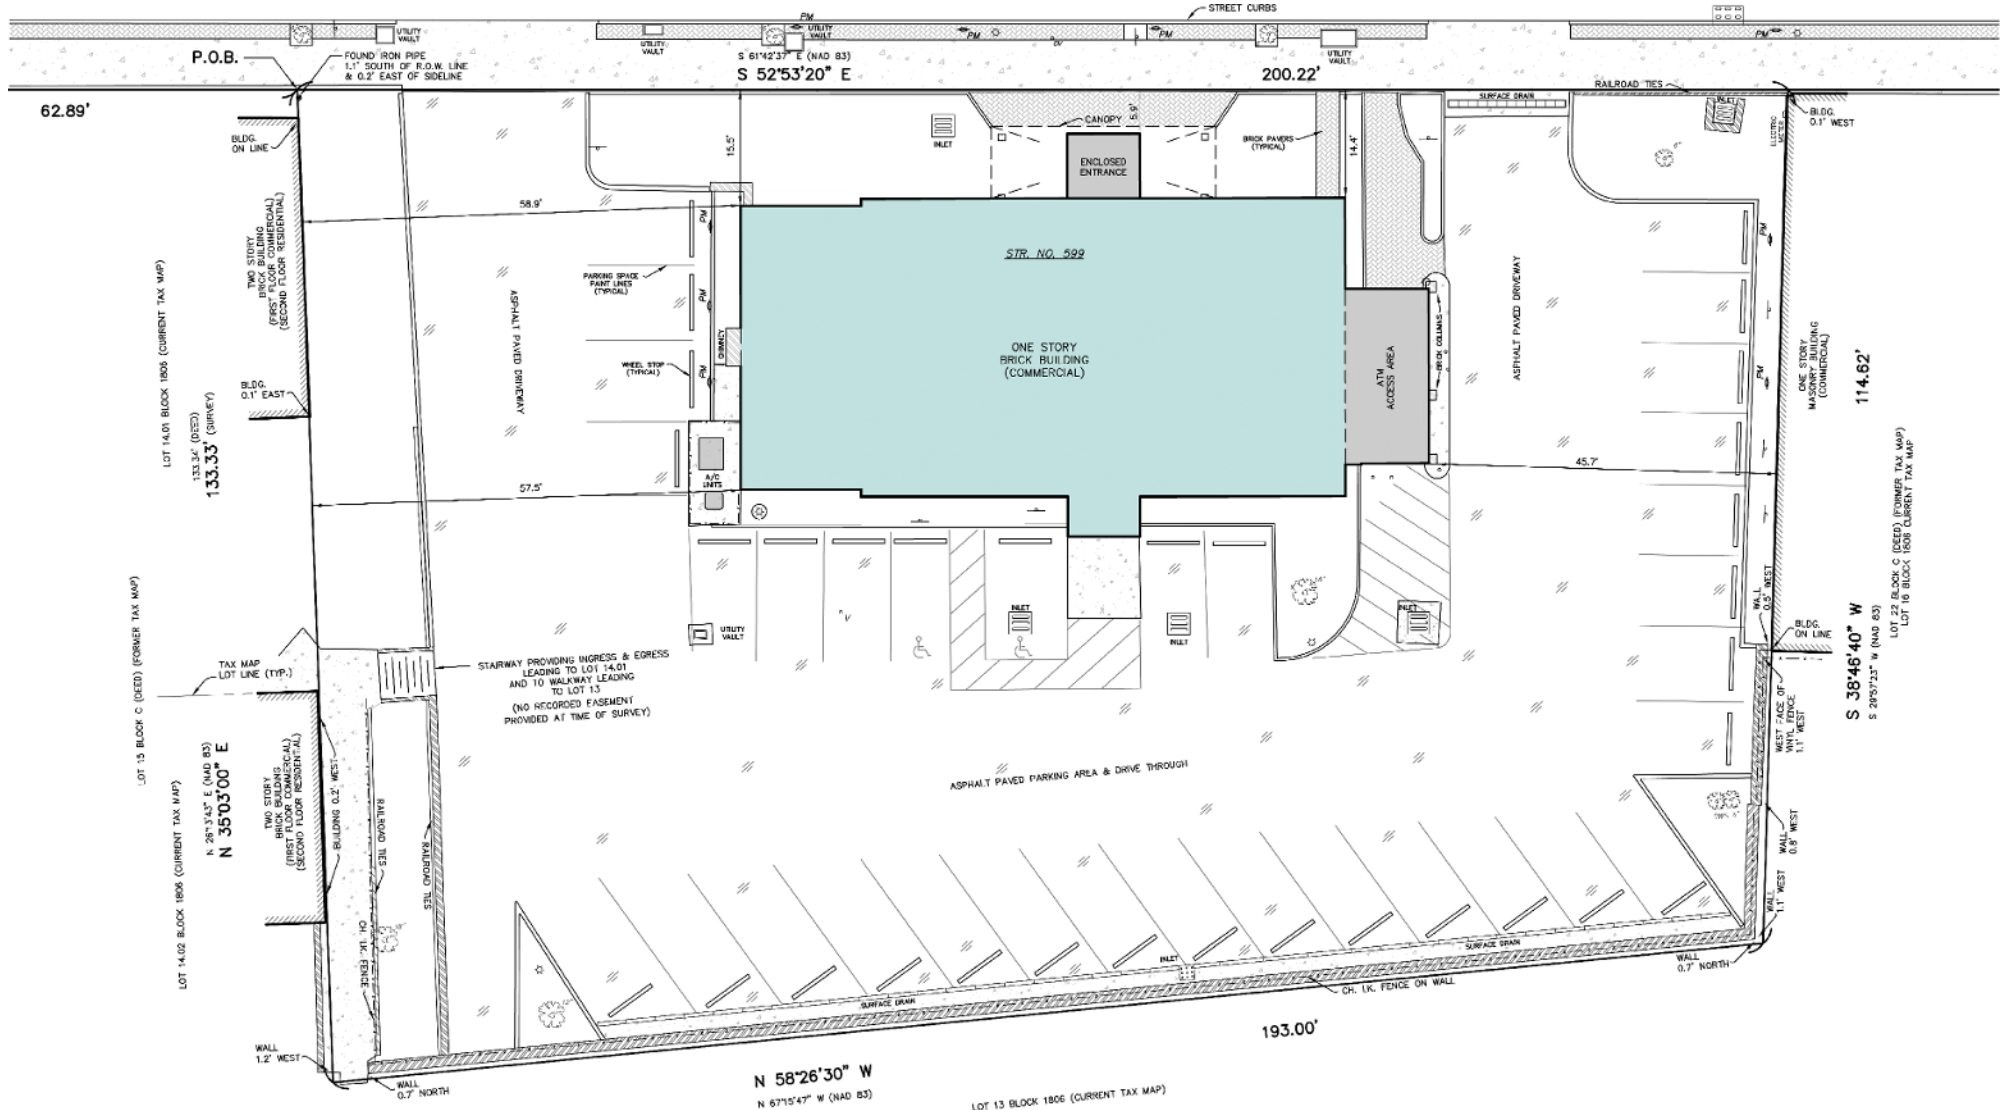 STREET CURBS
PM
UTILITY
VAULT
UTILITY
VAULT
UTILITY
VAULT
PM
PM
UTILITY
VAULT
PM
P.O.B.
FOUND IRON PIPE
1.1' SOUTH OF R.O.W. LINE
& 0.2' EAST OF SIDELINE
S 61°42'37" E (NAD 83)
S 52°53'20" E
200.22'
62.89'
RAILROAD TIES
SURFACE DRAIN
INLET
ELECTRIC
METER
BLDG.
0.1' WEST
BLDG.
ON LINE
INLET
CANOPY
5.9'
BRICK PAVERS
(TYPICAL)
15.5'
14.4'
ENCLOSED
ENTRANCE
58.9'
TWO STORY
BRICK BUILDING
(FIRST FLOOR COMMERCIAL)
(SECOND FLOOR RESIDENTIAL)
PM
PM
PM
PARKING SPACE
PAINT LINES
(TYPICAL)
ASPHALT PAVED DRIVEWAY
WHEEL STOP
(TYPICAL)
CHIMNEY
STR. NO. 599
ONE STORY
BRICK BUILDING
(COMMERCIAL)
ATM
ACCESS AREA
BRICK COLUMNS
ASPHALT PAVED DRIVEWAY
PM
PM
ONE STORY
MASONRY BUILDING
(COMMERCIAL)
114.62'
LOT 14.01 BLOCK 1806 (CURRENT TAX MAP)
133.34' (DEED)
133.33' (SURVEY)
BLDG.
0.1' EAST
A/C
UNITS
57.5'
45.7'
LOT 22 BLOCK C (DEED) (FORMER TAX MAP)
LOT 16 BLOCK 1806 CURRENT TAX MAP
S 38°46'40" W
S 29°57'23" W (NAD 83)
WALL
0.5' WEST
BLDG.
ON LINE
UTILITY
VAULT
INLET
INLET
INLET
LOT 15 BLOCK C (DEED) (FORMER TAX MAP)
TAX MAP
LOT LINE (TYP.)
STAIRWAY PROVIDING INGRESS & EGRESS
LEADING TO LOT 14.01
AND TO WALKWAY LEADING
TO LOT 13
(NO RECORDED EASEMENT
PROVIDED AT TIME OF SURVEY)
WEST FACE OF
VINYL FENCE
1.1' WEST
ASPHALT PAVED PARKING AREA & DRIVE THROUGH
LOT 14.02 BLOCK 1806 (CURRENT TAX MAP)
N 26°13'43" E (NAD 83)
N 35°03'00" E
TWO STORY
BRICK BUILDING
(FIRST FLOOR COMMERCIAL)
(SECOND FLOOR RESIDENTIAL)
BUILDING 0.2' WEST
RAILROAD TIES
RAILROAD TIES
CH. LK. FENCE
WALL
0.8' WEST
WALL
1.1' WEST
SURFACE DRAIN
INLET
SURFACE DRAIN
WALL
0.7' NORTH
CH. LK. FENCE ON WALL
193.00'
WALL
1.2' WEST
WALL
0.7' NORTH
N 58°26'30" W
N 67°15'47" W (NAD 83)
LOT 13 BLOCK 1806 (CURRENT TAX MAP)